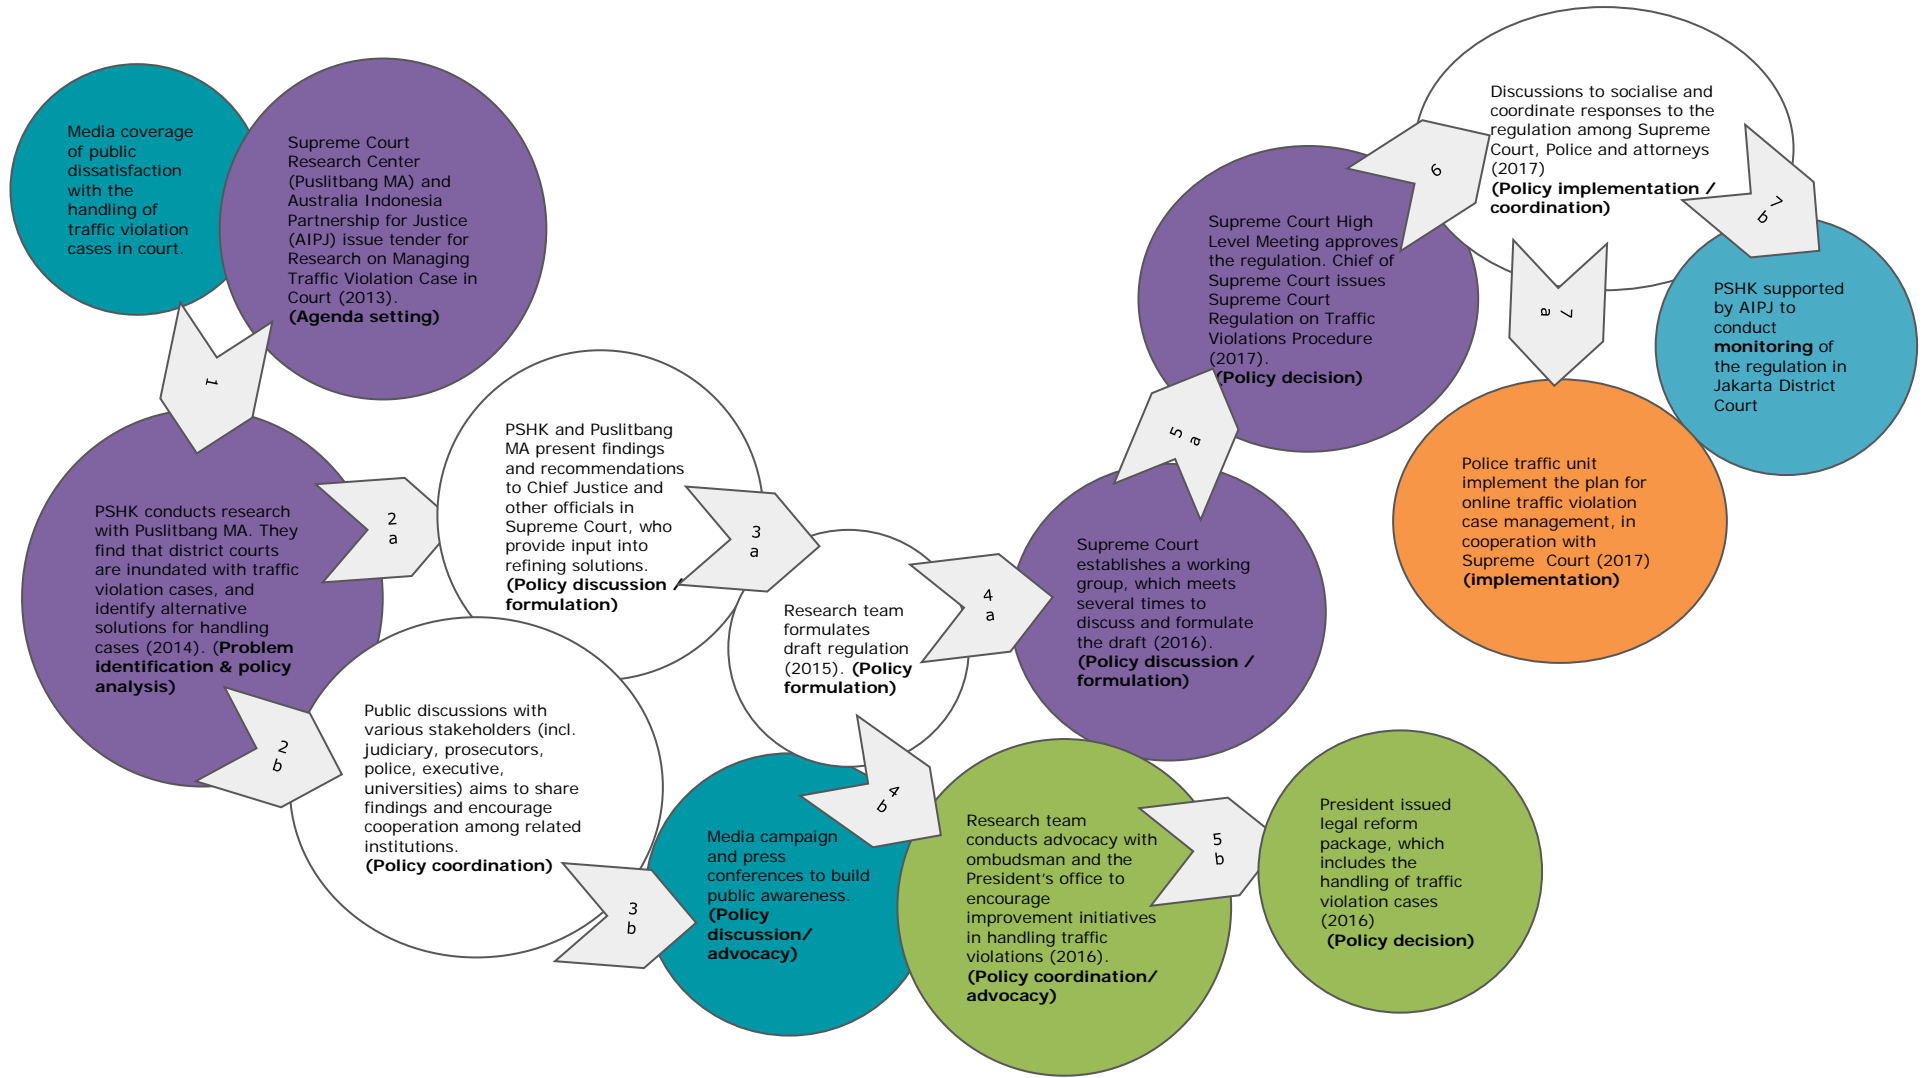 Media coverage
of public
dissatisfaction
with the
handling of
traffic violation
cases in court.
Supreme Court
Research Center
(Puslitbang MA) and
Australia Indonesia
Partnership for Justice
(AIPJ) issue tender for
Research on Managing
Traffic Violation Case in
Court (2013).
(Agenda setting)
1
PSHK conducts research
with Puslitbang MA. They
find that district courts
are inundated with traffic
violation cases, and
identify alternative
solutions for handling
cases (2014). (Problem
identification & policy
analysis)
2
a
PSHK and Puslitbang
MA present findings
and recommendations
to Chief Justice and
other officials in
Supreme Court, who
provide input into
refining solutions.
(Policy discussion /
formulation)
2
b
Public discussions with
various stakeholders (incl.
judiciary, prosecutors,
police, executive,
universities) aims to share
findings and encourage
cooperation among related
institutions.
(Policy coordination)
3
a
Research team
formulates
draft regulation
(2015). (Policy
formulation)
3
b
Media campaign
and press
conferences to build
public awareness.
(Policy
discussion/
advocacy)
4
a
Supreme Court
establishes a working
group, which meets
several times to
discuss and formulate
the draft (2016).
(Policy discussion /
formulation)
4
b
Research team
conducts advocacy with
ombudsman and the
President's office to
encourage
improvement initiatives
in handling traffic
violations (2016).
(Policy coordination/
advocacy)
5
a
Supreme Court High
Level Meeting approves
the regulation. Chief of
Supreme Court issues
Supreme Court
Regulation on Traffic
Violations Procedure
(2017).
(Policy decision)
5
b
President issued
legal reform
package, which
includes the
handling of traffic
violation cases
(2016)
(Policy decision)
6
Discussions to socialise and
coordinate responses to the
regulation among Supreme
Court, Police and attorneys
(2017)
(Policy implementation /
coordination)
7
a
Police traffic unit
implement the plan for
online traffic violation
case management, in
cooperation with
Supreme Court (2017)
(implementation)
7
b
PSHK supported
by AIPJ to
conduct
monitoring of
the regulation in
Jakarta District
Court